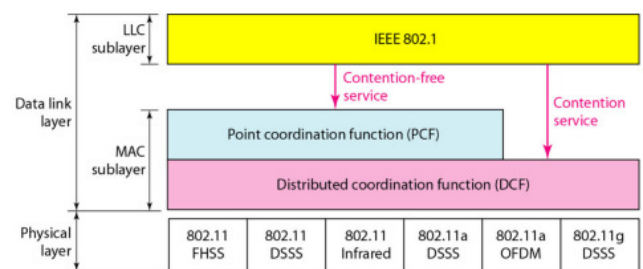 LLC
sublayer
IEEE 802.1
Contention-free
service
Data link
layer
Contention
service
Point coordination function (PCF)
MAC
sublayer
Distributed coordination function (DCF)
Physical
layer
802.11
FHSS
802.11
DSSS
802.11
Infrared
802.11a
DSSS
802.11a
OFDM
802.11g
DSSS